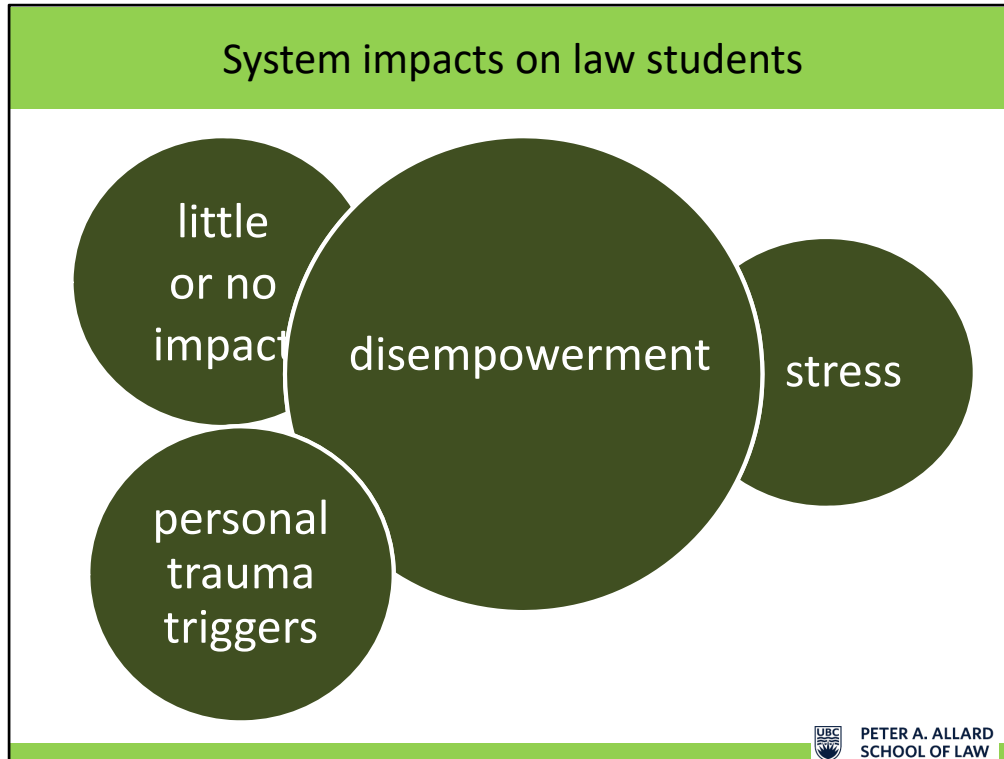 System impacts on law students
little
or no
impact
disempowerment
stress
personal
trauma
triggers
UBC
PETER A. ALLARD
SCHOOL OF LAW